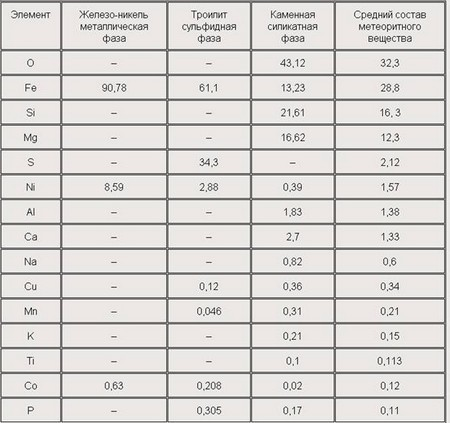 Элемент Железо-никель металлическая фаза Троилит сульфидная фаза Каменная силикатная фаза Средний состав метеоритного вещества
O – – 43,12 32,3
Fe 90,78 61,1 13,23 28,8
Si – – 21,61 16, 3
Mg – – 16,62 12,3
S – 34,3 – 2,12
Ni 8,59 2,88 0,39 1,57
Al – – 1,83 1,38
Ca – – 2,7 1,33
Na – – 0,82 0,6
Cu – 0,12 0,36 0,34
Mn – 0,046 0,31 0,21
K – – 0,21 0,15
Ti – – 0,1 0,113
Co 0,63 0,208 0,02 0,12
P – 0,305 0,17 0,11